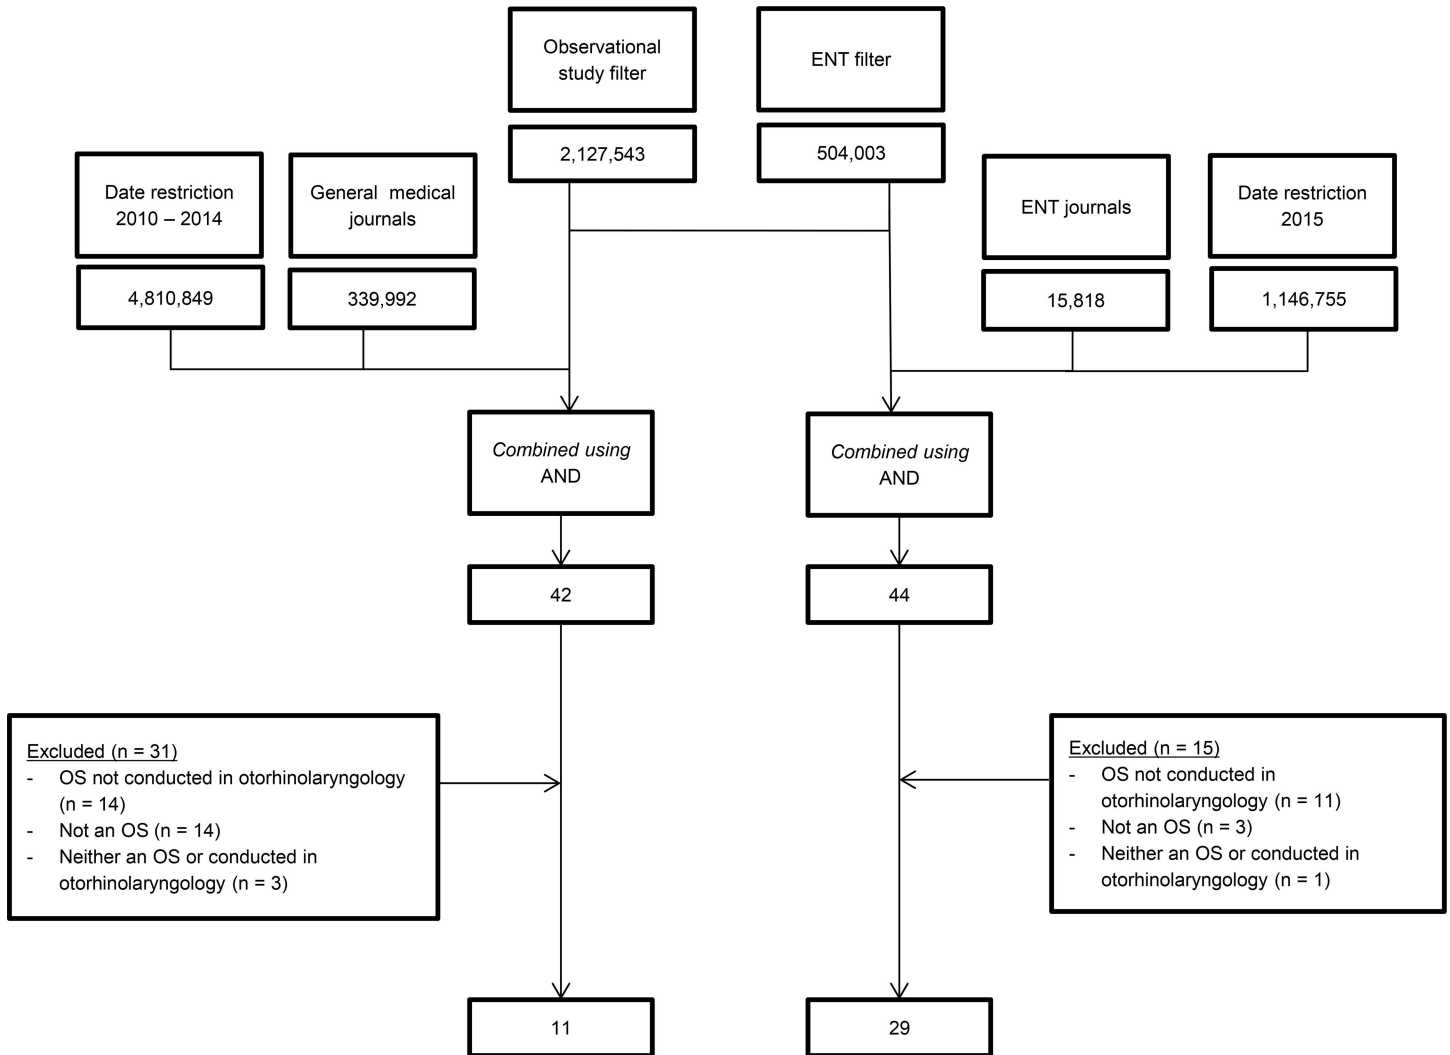 Observational
study filter
ENT filter
2,127,543
504,003
Date restriction
2010 – 2014
General medical
journals
ENT journals
Date restriction
2015
4,810,849
339,992
15,818
1,146,755
Combined using
AND
Combined using
AND
42
44
Excluded (n = 31)
- OS not conducted in otorhinolaryngology
(n = 14)
- Not an OS (n = 14)
- Neither an OS or conducted in
otorhinolaryngology (n = 3)
Excluded (n = 15)
- OS not conducted in
otorhinolaryngology (n = 11)
- Not an OS (n = 3)
- Neither an OS or conducted in
otorhinolaryngology (n = 1)
11
29